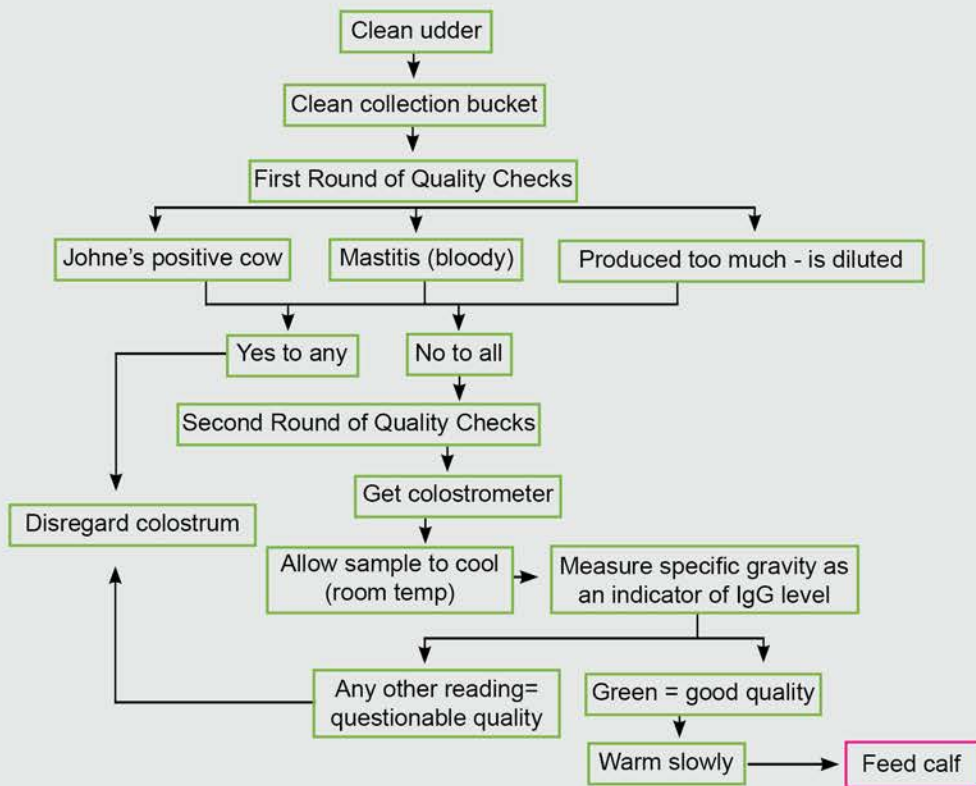 Clean udder
Clean collection bucket
First Round of Quality Checks
Johne's positive cow
Mastitis (bloody)
Produced too much - is diluted
Yes to any
No to all
Second Round of Quality Checks
Get colostrometer
Disregard colostrum
Allow sample to cool
(room temp)
Measure specific gravity as
an indicator of IgG level
Any other reading=
questionable quality
Green = good quality
Warm slowly
Feed calf